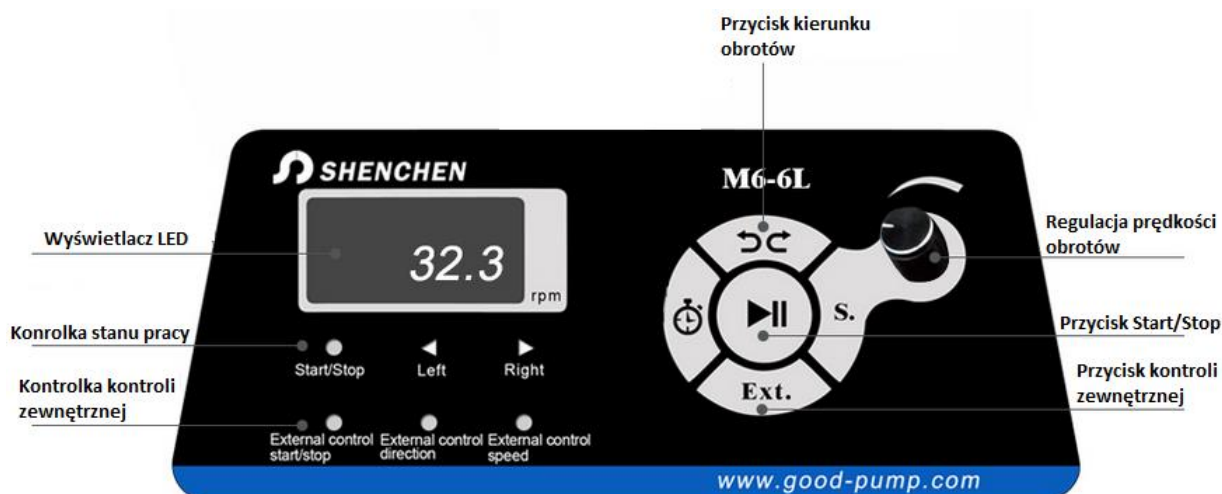 Przycisk kierunku
obrotów
SHENCHEN
M6-6L
Wyświetlacz LED
32.3
rpm
Regulacja prędkości
obrotów
S.
Konrolka stanu pracy
Start/Stop
Left
Right
Przycisk Start/Stop
Kontrolka kontroli
zewnętrznej
Ext.
Przycisk kontroli
zewnętrznej
External control
start/stop
External control
direction
External control
speed
www.good-pump.com